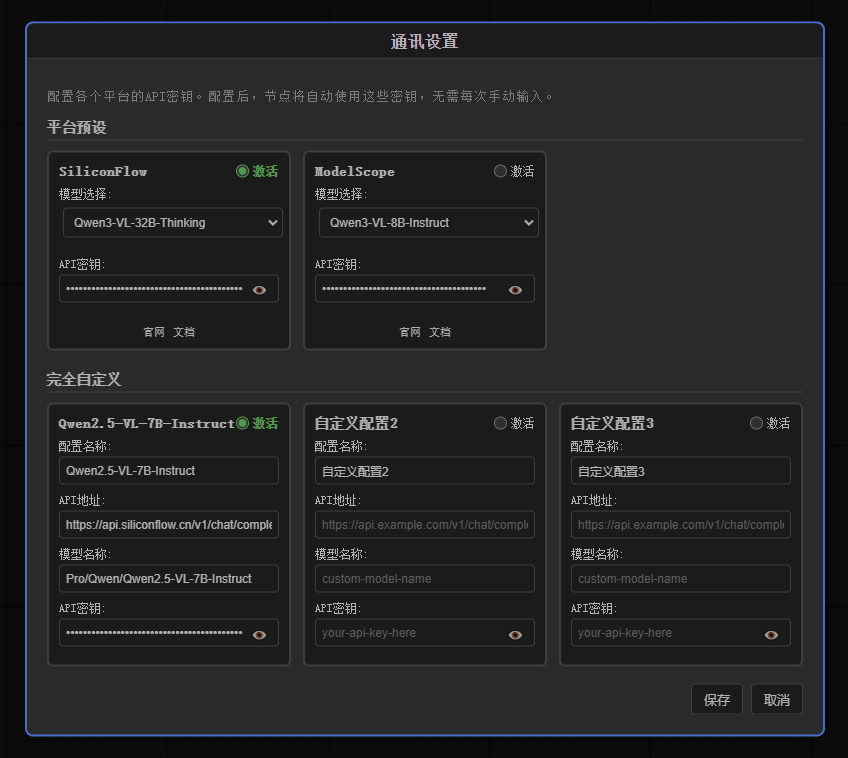 通讯设置
配置各个平台的API密钥。配置后，节点将自动使用这些密钥，无需每次手动输入。
平台预设
SiliconFlow 激活 ModelScope 激活
模型选择: 模型选择:
Qwen3-VL-32B-Thinking Qwen3-VL-8B-Instruct
API密钥: API密钥:
官网 文档 官网 文档
完全自定义
Qwen2.5-VL-7B-Instruct 激活 自定义配置2 激活 自定义配置3 激活
配置名称: 配置名称: 配置名称:
Qwen2.5-VL-7B-Instruct 自定义配置2 自定义配置3
API地址: API地址: API地址:
https://api.siliconflow.cn/v1/chat/comple https://api.example.com/v1/chat/comple https://api.example.com/v1/chat/comple
模型名称: 模型名称: 模型名称:
Pro/Qwen/Qwen2.5-VL-7B-Instruct custom-model-name custom-model-name
API密钥: API密钥: API密钥:
your-api-key-here your-api-key-here
保存 取消